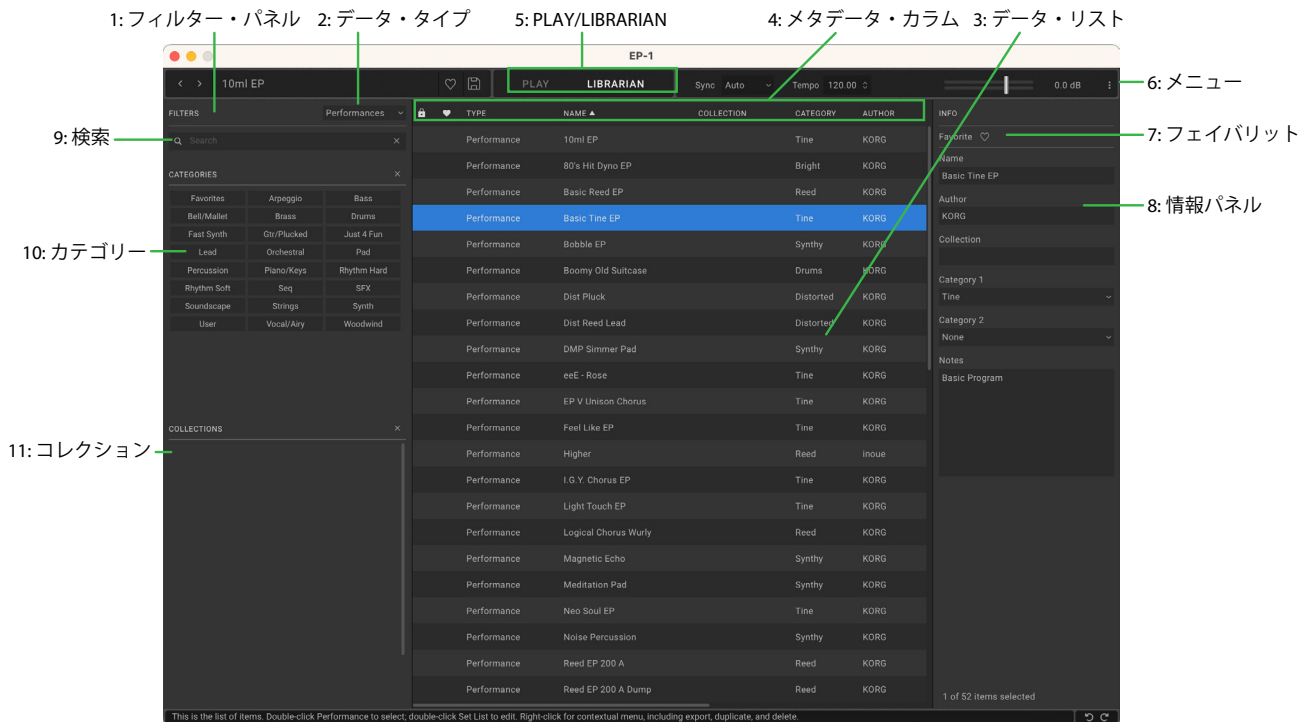 1: フィルター・パネル 2: データ・タイプ 5: PLAY/LIBRARIAN 4: メタデータ・カラム 3: データ・リスト
EP-1
10ml EP PLAY LIBRARIAN Sync Auto Tempo 120.00 0.0 dB
6: メニュー
FILTERS Performances TYPE NAME COLLECTION CATEGORY AUTHOR INFO
9: 検索
Search
Performance 10ml EP Tine KORG
Favorite
7: フェイバリット
Performance 80's Hit Dyno EP Bright KORG
Name
Basic Tine EP
CATEGORIES
Favorites Arpeggio Bass
Performance Basic Reed EP Reed KORG
Author
KORG
8: 情報パネル
Bell/Mallet Brass Drums
Performance Basic Tine EP Tine KORG
Fast Synth Gtr/Plucked Just 4 Fun
Collection
10: カテゴリー
Lead Orchestral Pad
Performance Bobble EP Synthy KORG
Percussion Piano/Keys Rhythm Hard
Performance Boomy Old Suitcase Drums KORG
Category 1
Tine
Rhythm Soft Seq SFX
Performance Dist Pluck Distorted KORG
Soundscape Strings Synth
User Vocal/Airy Woodwind
Performance Dist Reed Lead Distorted KORG
Category 2
None
Performance DMP Simmer Pad Synthy KORG
Notes
Basic Program
Performance eeE - Rose Tine KORG
Performance EP V Unison Chorus Tine KORG
COLLECTIONS
Performance Feel Like EP Tine KORG
11: コレクション
Performance Higher Reed inoue
Performance I.G.Y. Chorus EP Tine KORG
Performance Light Touch EP Tine KORG
Performance Logical Chorus Wurly Reed KORG
Performance Magnetic Echo Synthy KORG
Performance Meditation Pad Synthy KORG
Performance Neo Soul EP Tine KORG
Performance Noise Percussion Synthy KORG
Performance Reed EP 200 A Reed KORG
Performance Reed EP 200 A Dump Reed KORG
1 of 52 items selected
This is the list of items. Double-click Performance to select; double-click Set List to edit. Right-click for contextual menu, including export, duplicate, and delete.